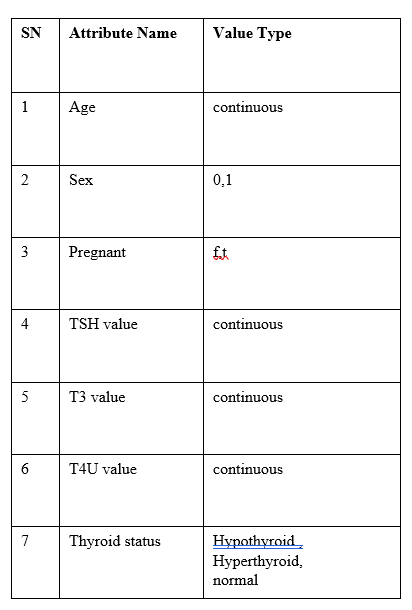 SN Attribute Name Value Type
1 Age continuous
2 Sex 0,1
3 Pregnant f,t
4 TSH value continuous
5 T3 value continuous
6 T4U value continuous
7 Thyroid status Hypothyroid ,
Hyperthyroid,
normal